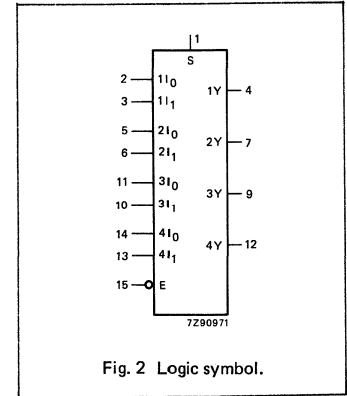 1
S
2 1I0 1Y 4
3 1I1
5 2I0 2Y 7
6 2I1
11 3I0 3Y 9
10 3I1
14 4I0 4Y 12
13 4I1
15 E
7Z90971
Fig. 2 Logic symbol.